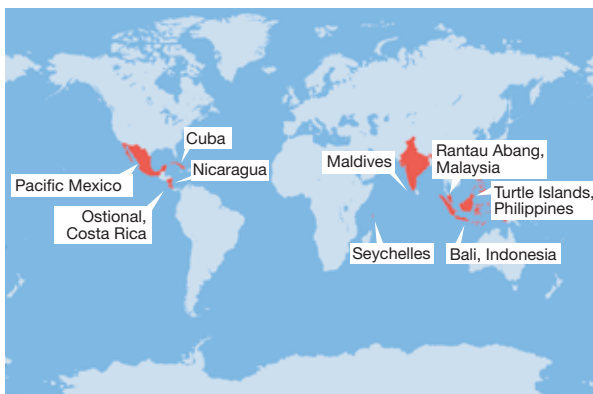 Cuba
Nicaragua
Pacific Mexico
Ostional,
Costa Rica
Maldives
Rantau Abang,
Malaysia
Turtle Islands,
Philippines
Seychelles
Bali, Indonesia